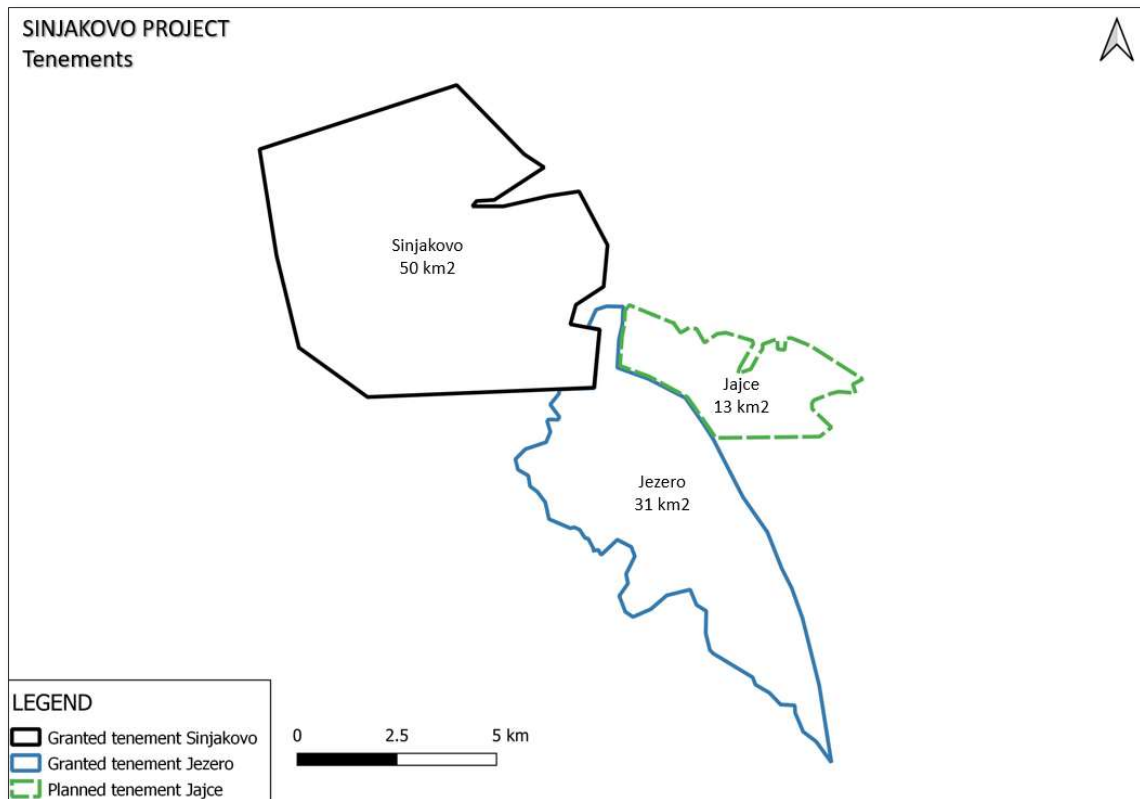 SINJAKOVO PROJECT
Tenements
Sinjakovo
50 km2
Jajce
13 km2
Jezero
31 km2
LEGEND
Granted tenement Sinjakovo
Granted tenement Jezero
Planned tenement Jajce
0 2.5 5 km